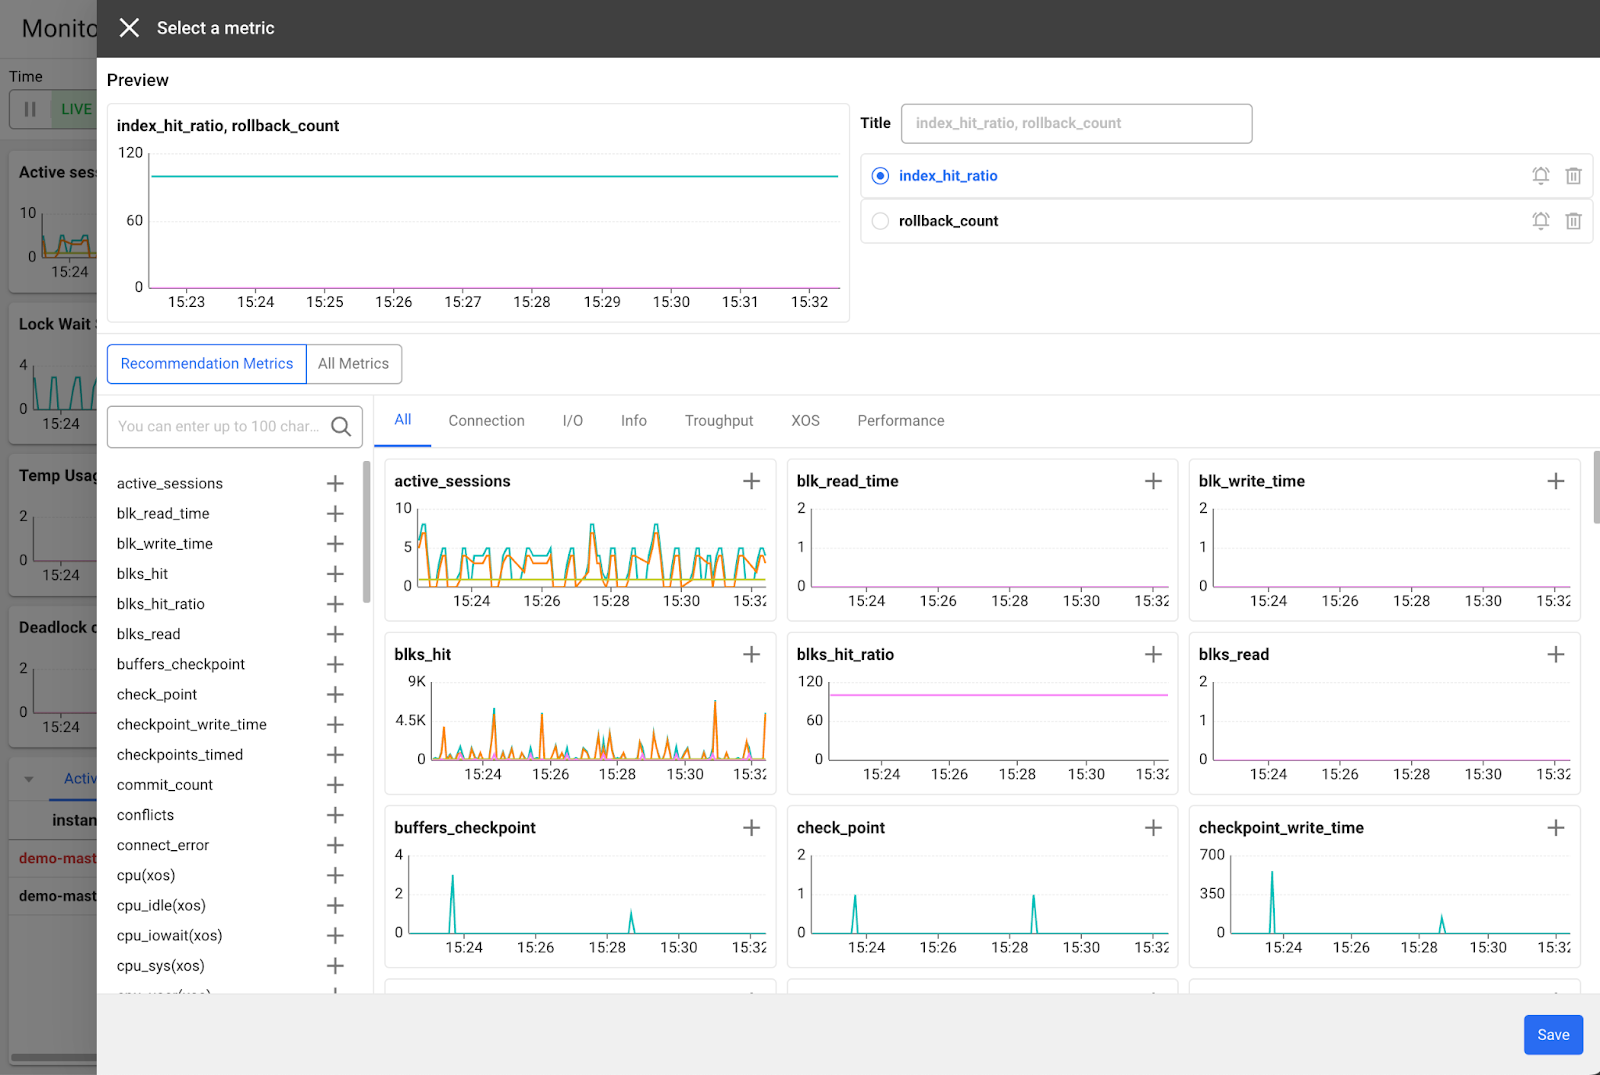 Monito
Select a metric
Time
LIVE
Preview
index_hit_ratio, rollback_count
120
60
0
15:23 15:24 15:25 15:26 15:27 15:28 15:29 15:30 15:31 15:32
Title
index_hit_ratio, rollback_count
index_hit_ratio
rollback_count
Active ses
10
0
15:24
Lock Wait
4
0
15:24
Temp Usag
2
0
15:24
Deadlock c
2
0
15:24
Activ
instan
demo-mast
demo-mast
Recommendation Metrics
All Metrics
You can enter up to 100 char...
active_sessions
blk_read_time
blk_write_time
blks_hit
blks_hit_ratio
blks_read
buffers_checkpoint
check_point
checkpoint_write_time
checkpoints_timed
commit_count
conflicts
connect_error
cpu(xos)
cpu_idle(xos)
cpu_iowait(xos)
cpu_sys(xos)
All Connection I/O Info Troughput XOS Performance
active_sessions
10
5
0
15:24 15:26 15:28 15:30 15:32
blk_read_time
2
1
0
15:24 15:26 15:28 15:30 15:32
blk_write_time
2
1
0
15:24 15:26 15:28 15:30 15:32
blks_hit
9K
4.5K
0
15:24 15:26 15:28 15:30 15:32
blks_hit_ratio
120
60
0
15:24 15:26 15:28 15:30 15:32
blks_read
2
1
0
15:24 15:26 15:28 15:30 15:32
buffers_checkpoint
4
2
0
15:24 15:26 15:28 15:30 15:32
check_point
2
1
0
15:24 15:26 15:28 15:30 15:32
checkpoint_write_time
700
350
0
15:24 15:26 15:28 15:30 15:32
Save